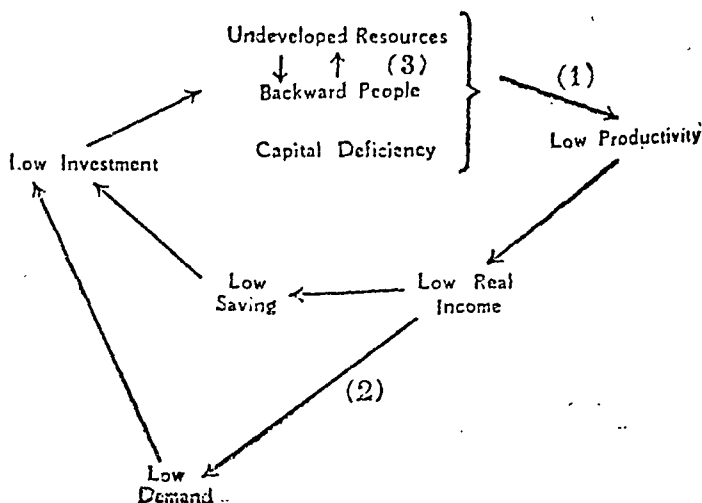 Undeveloped Resources
(3)
Backward People
(1)
Capital Deficiency
Low Productivity
Low Investment
Low
Saving
Low Real
Income
(2)
Low
Demand